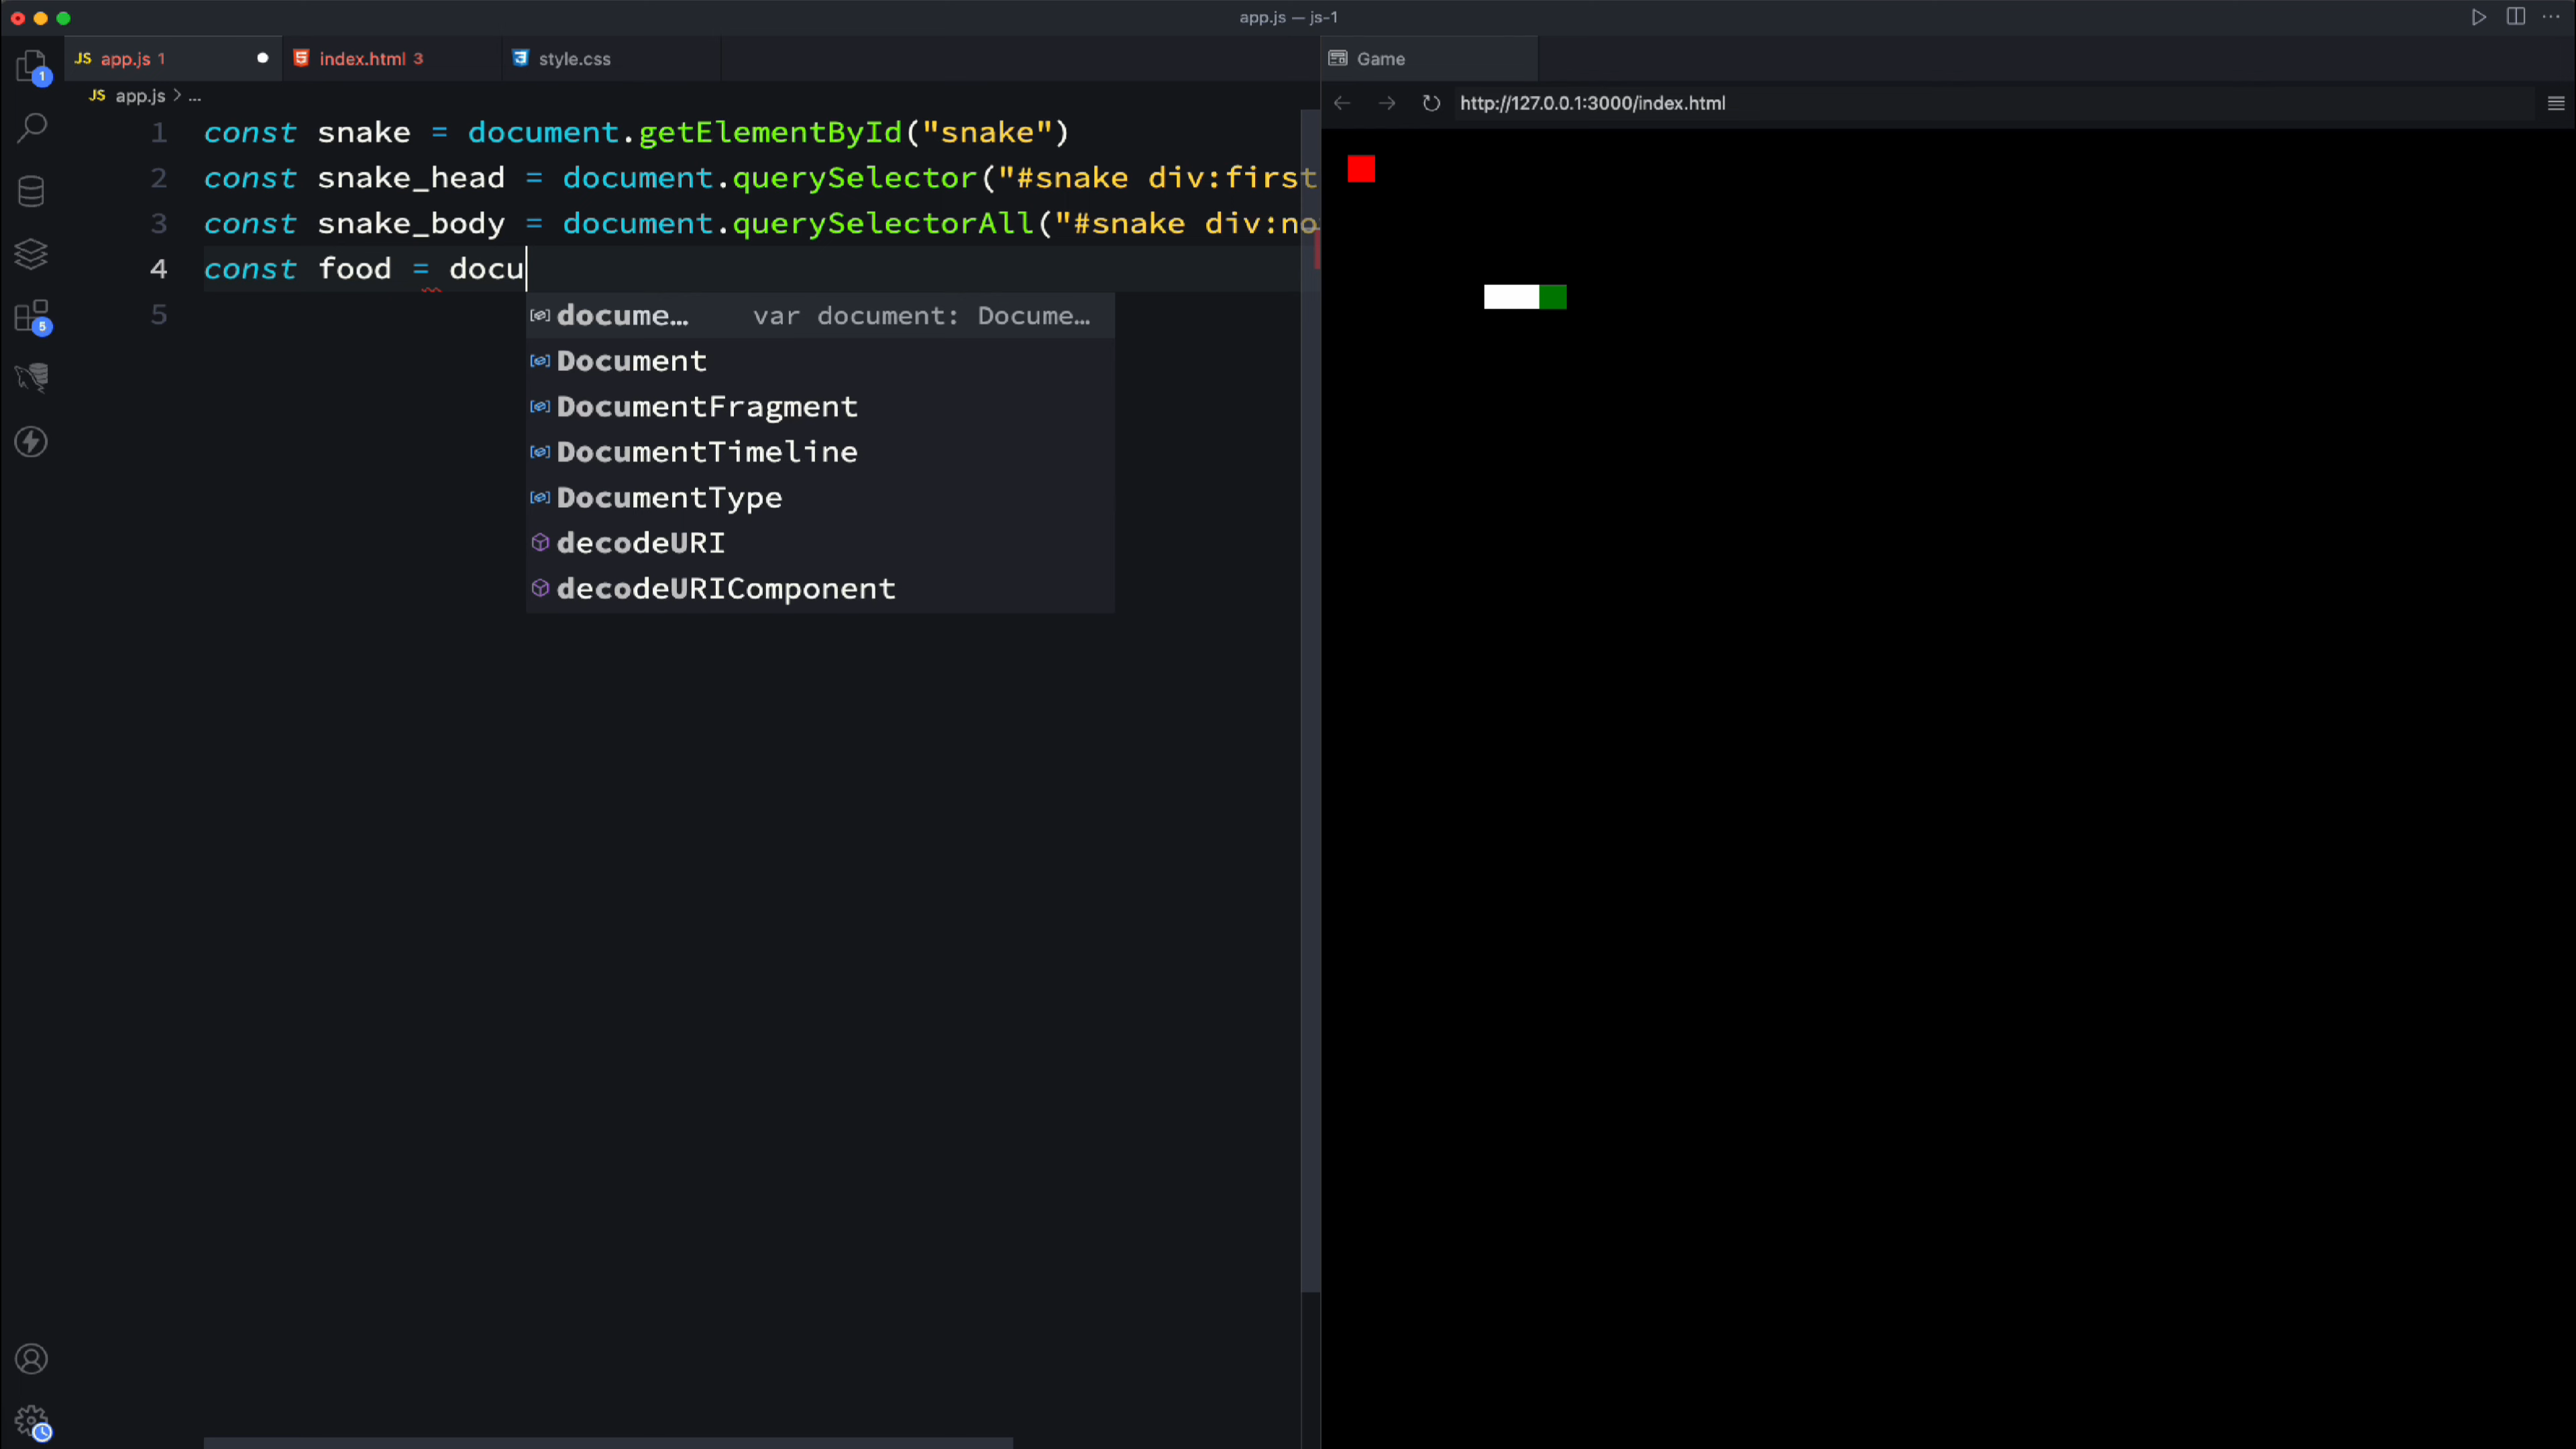 app.js — js-1
JS app.js 1
index.html 3
style.css
Game
JS app.js > ...
http://127.0.0.1:3000/index.html
1 const snake = document.getElementById("snake")
2 const snake_head = document.querySelector("#snake div:first
3 const snake_body = document.querySelectorAll("#snake div:no
4 const food = docu
5
docume… var document: Docume…
Document
DocumentFragment
DocumentTimeline
DocumentType
decodeURI
decodeURIComponent
1
5